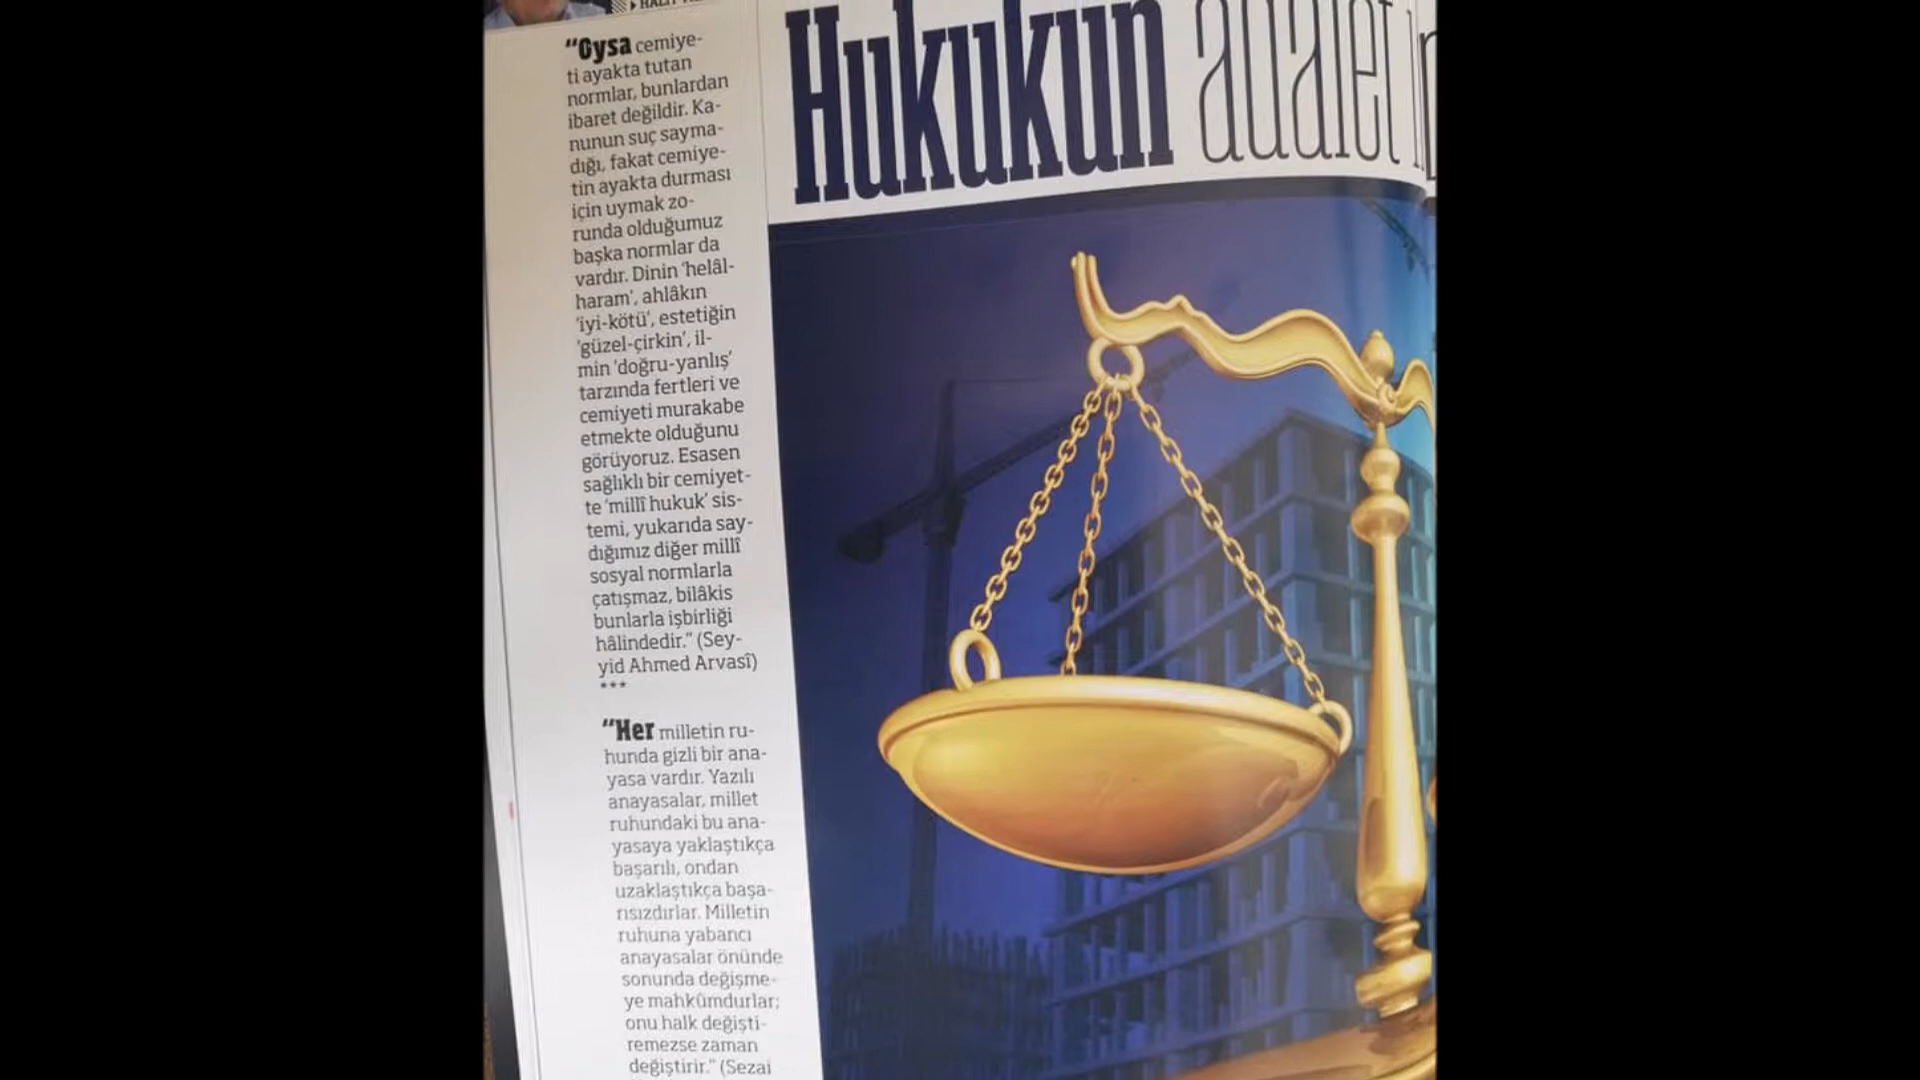 Hukukun adalet
“Oysa cemiye-
ti ayakta tutan
normlar, bunlardan
ibaret değildir. Ka-
nunun suç sayma-
dığı, fakat cemiye-
tin ayakta durması
için uymak zo-
runda olduğumuz
başka normlar da
vardır. Dinin ‘helâl-
haram’, ahlâkın
‘iyi-kötü’, estetiğin
‘güzel-çirkin’, il-
min ‘doğru-yanlış’
tarzında fertleri ve
cemiyeti murakabe
etmekte olduğunu
görüyoruz. Esasen
sağlıklı bir cemiyet-
te ‘millî hukuk’ sis-
temi, yukarıda say-
dığımız diğer millî
sosyal normlarla
çatışmaz, bilâkis
bunlarla işbirliği
hâlindedir.” (Sey-
yid Ahmed Arvasî)
***
“Her milletin ru-
hunda gizli bir ana-
yasa vardır. Yazılı
anayasalar, millet
ruhundaki bu ana-
yasaya yaklaştıkça
başarılı, ondan
uzaklaştıkça başa-
rısızdırlar. Milletin
ruhuna yabancı
anayasalar önünde
sonunda değişme-
ye mahkûmdurlar;
onu halk değişti-
remezse zaman
değiştirir.” (Sezai